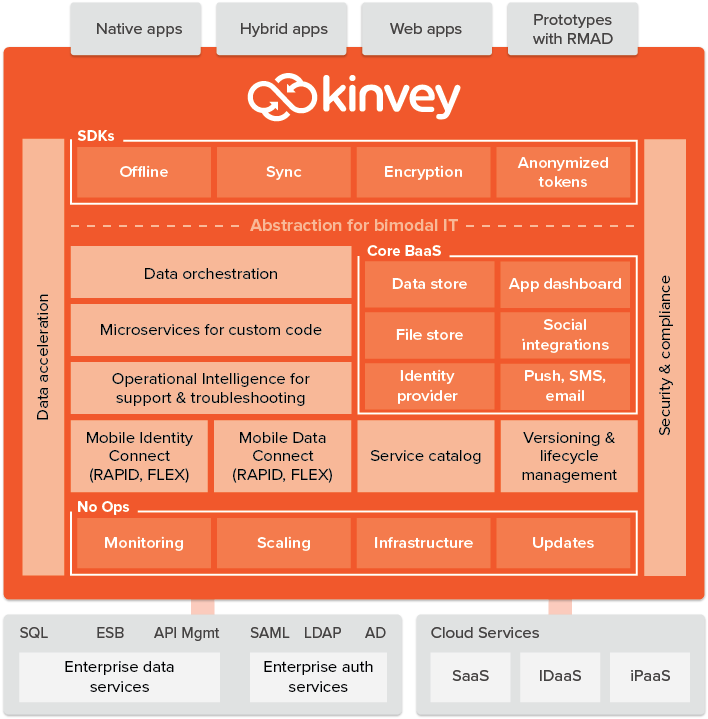 Native apps
Hybrid apps
Web apps
Prototypes
with RMAD
kinvey
SDKs
Offline
Sync
Encryption
Anonymized
tokens
Abstraction for bimodal IT
Data acceleration
Security & compliance
Data orchestration
Microservices for custom code
Operational Intelligence for
support & troubleshooting
Core BaaS
Data store
App dashboard
File store
Social
integrations
Identity
provider
Push, SMS,
email
Mobile Identity
Connect
(RAPID, FLEX)
Mobile Data
Connect
(RAPID, FLEX)
Service catalog
Versioning &
lifecycle
management
No Ops
Monitoring
Scaling
Infrastructure
Updates
SQL
ESB
API Mgmt
Enterprise data
services
SAML
LDAP
AD
Enterprise auth
services
Cloud Services
SaaS
IDaaS
iPaaS